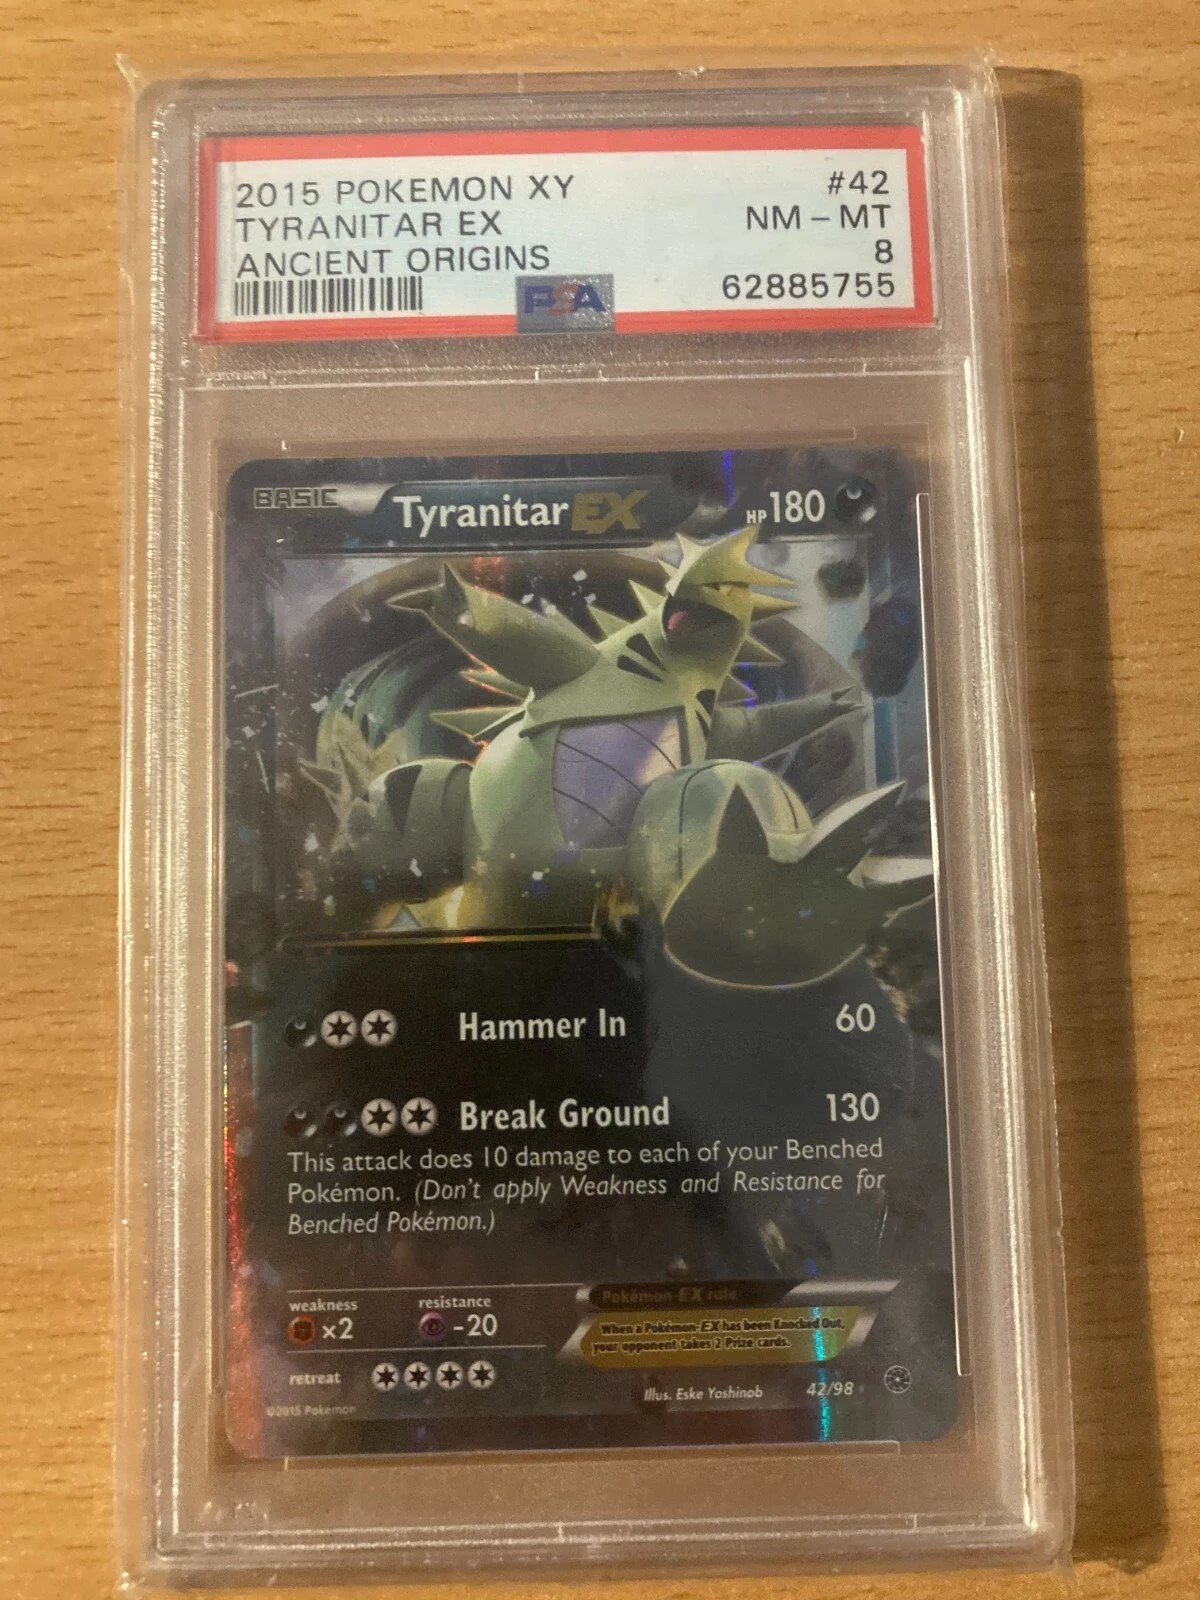 2015 POKEMON XY #42
TYRANITAR EX NM - MT
ANCIENT ORIGINS 8
PSA 62885755
BASIC Tyranitar EX HP 180
Hammer In 60
Break Ground 130
This attack does 10 damage to each of your Benched
Pokémon. (Don't apply Weakness and Resistance for
Benched Pokémon.)
weakness resistance
×2 -20
Pokémon-EX rule
When a Pokémon-EX has been Knocked Out,
your opponent takes 2 Prize cards.
retreat
Illus. Eske Yoshinob 42/98
©2015 Pokémon